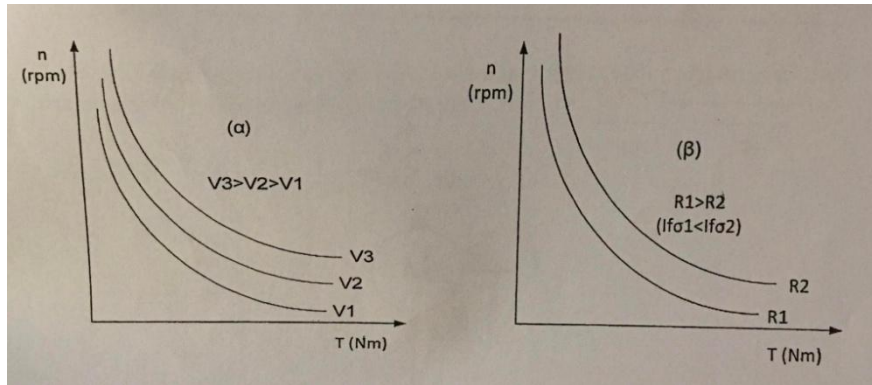 n
(rpm)
(α)
V3>V2>V1
V3
V2
V1
T (Nm)
n
(rpm)
(β)
R1>R2
(Ifσ1<Ifσ2)
R2
R1
T (Nm)